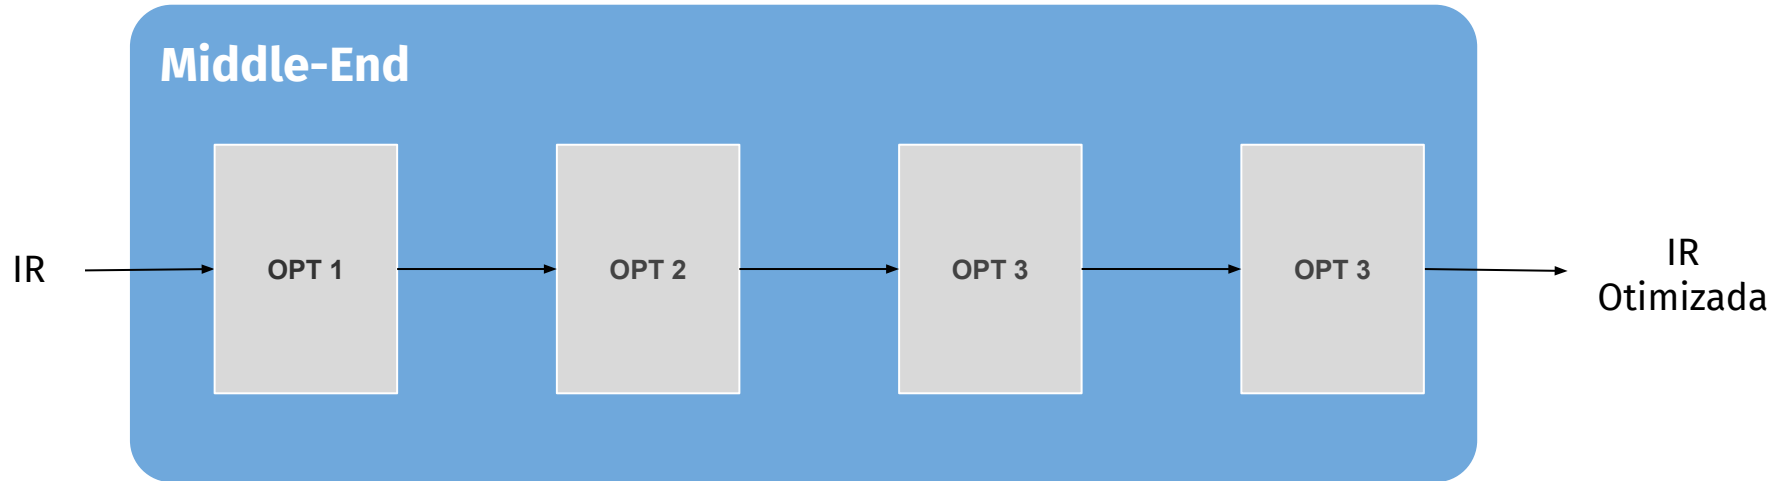 Middle-End
IR
OPT 1
OPT 2
OPT 3
OPT 3
IR
Otimizada